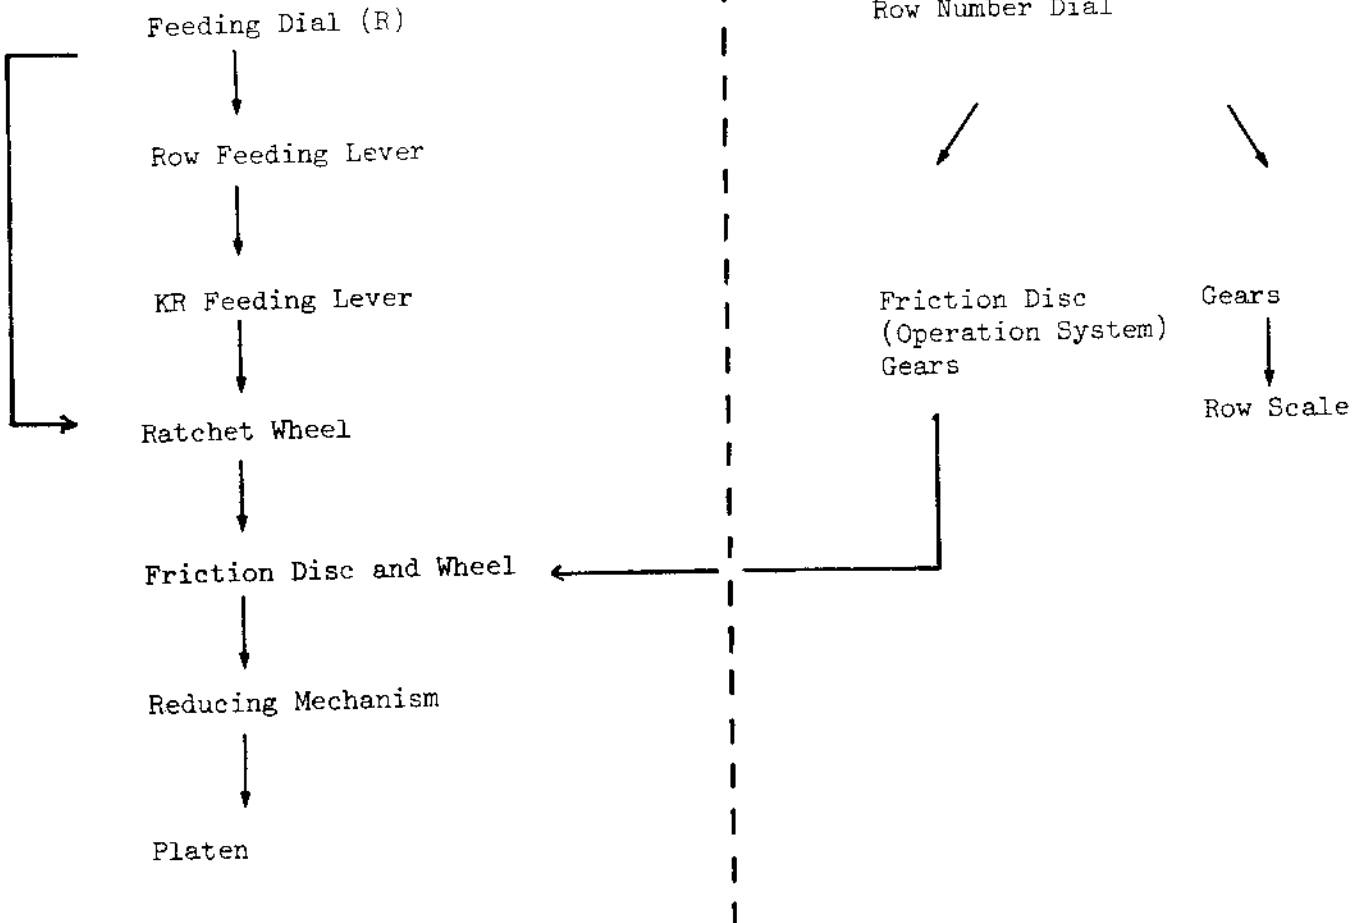 Feeding Dial (R)
Row Feeding Lever
KR Feeding Lever
Ratchet Wheel
Friction Disc and Wheel
Reducing Mechanism
Platen
Row Number Dial
Friction Disc
(Operation System)
Gears
Gears
Row Scale